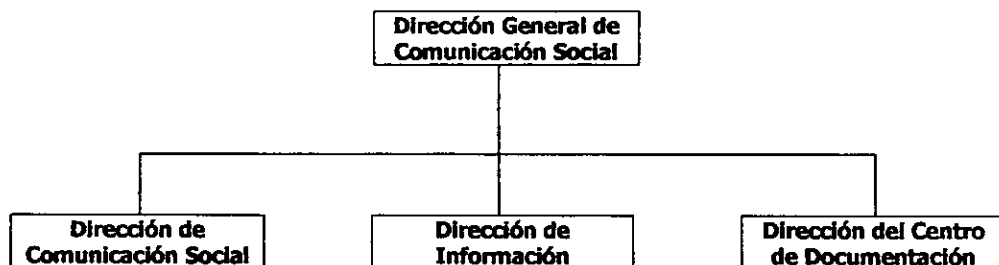 Dirección General de
Comunicación Social
Dirección de
Comunicación Social
Dirección de
Información
Dirección del Centro
de Documentación